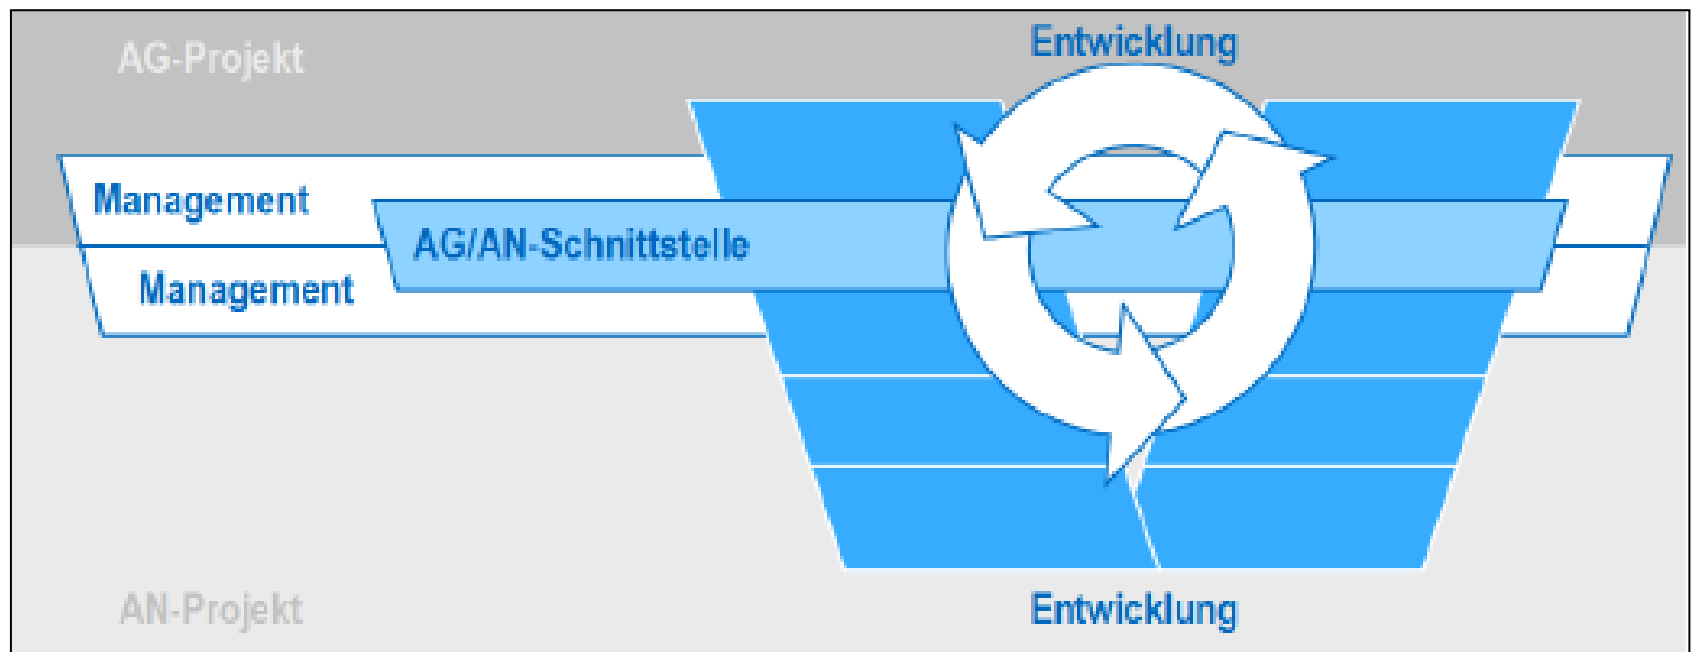 AG-Projekt
Entwicklung
Management
AG/AN-Schnittstelle
Management
AN-Projekt
Entwicklung